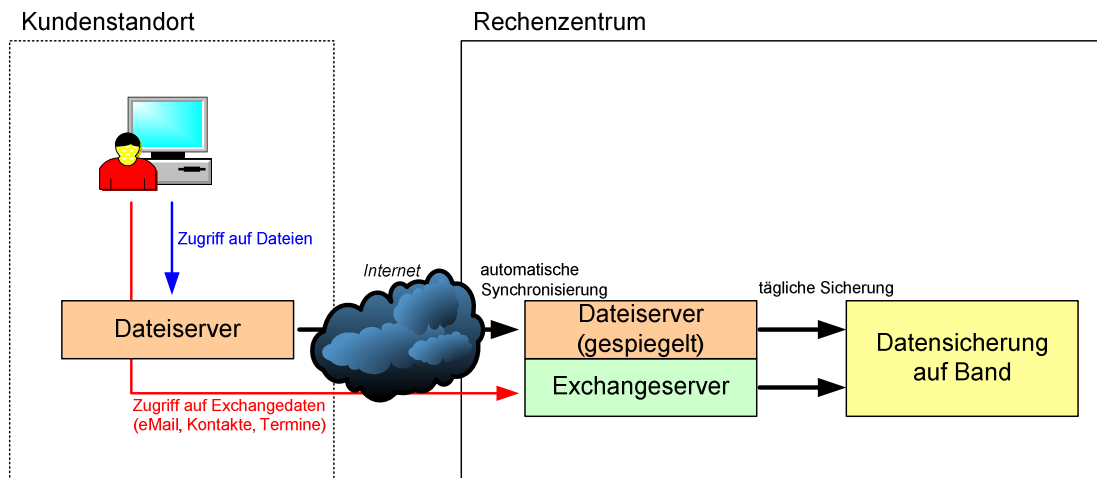 Kundenstandort
Rechenzentrum
Zugriff auf Dateien
Internet
automatische
Synchronisierung
tägliche Sicherung
Dateiserver
Dateiserver
(gespiegelt)
Exchangeserver
Datensicherung
auf Band
Zugriff auf Exchangedaten
(eMail, Kontakte, Termine)